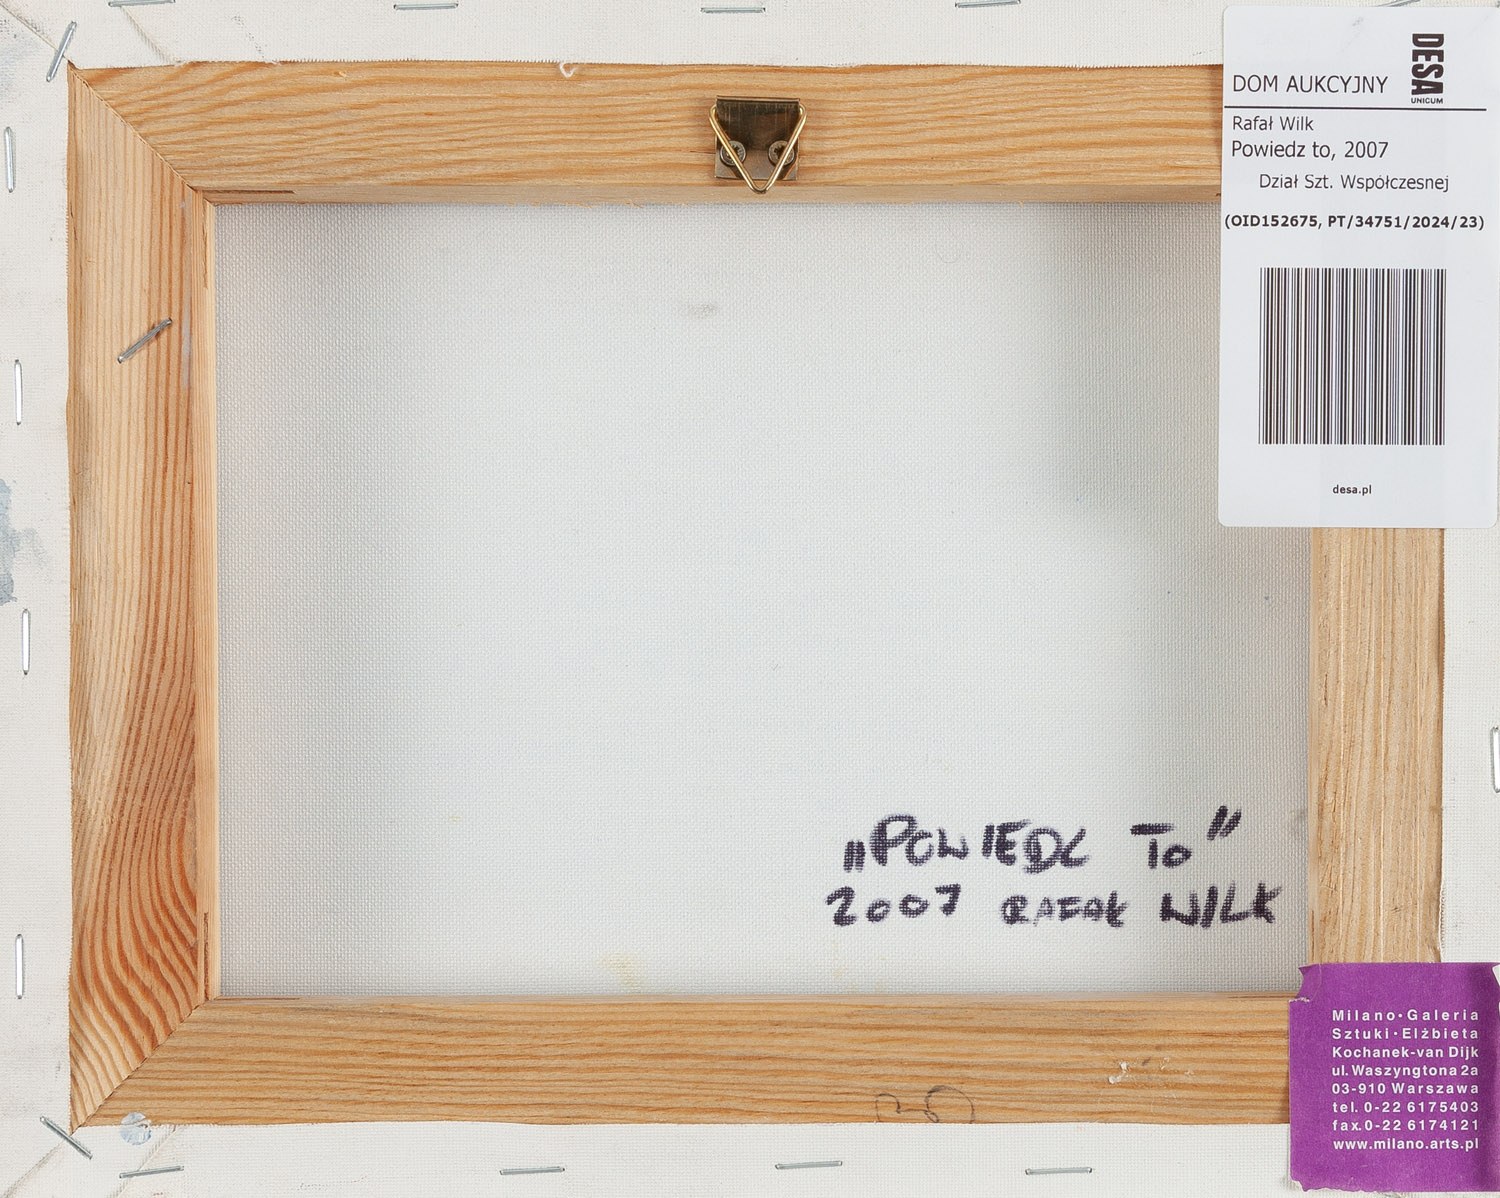 DOM AUKCYJNY
DESA
UNICUM
Rafał Wilk
Powiedz to, 2007
Dział Szt. Współczesnej
(OID152675, PT/34751/2024/23)
desa.pl
„POWIEDZ TO”
2007 RAFAŁ WILK
Milano•Galeria
Sztuki•Elżbieta
Kochanek-van Dijk
ul. Waszyngtona 2a
03-910 Warszawa
tel. 0-22 6175403
fax.0-22 6174121
www.milano.arts.pl